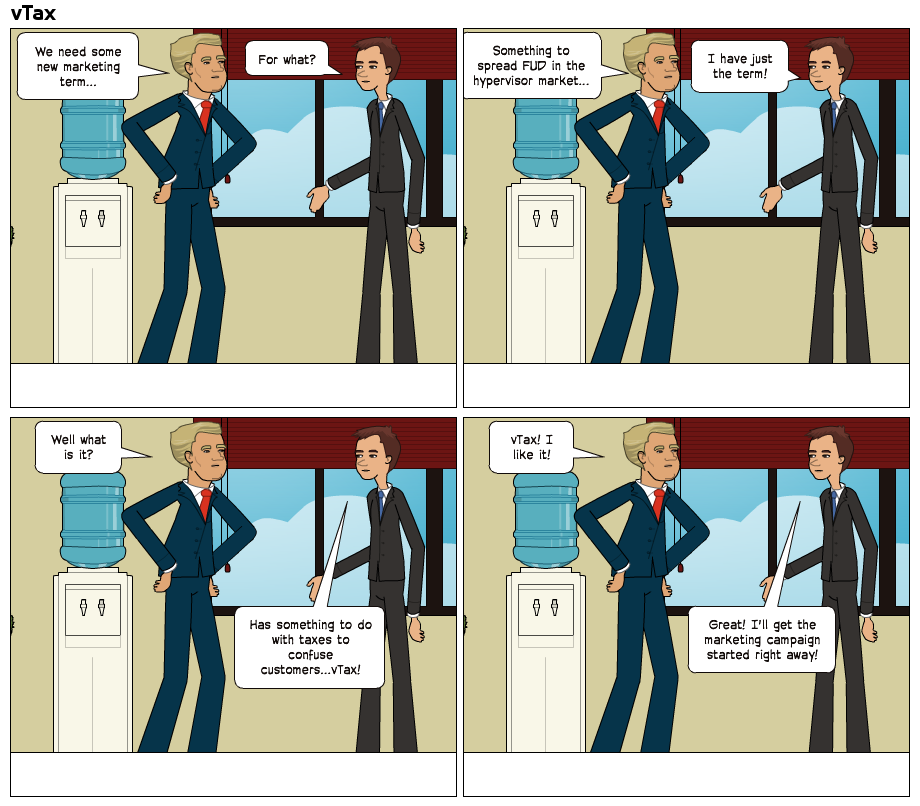 vTax
We need some
new marketing
term...
For what?
Something to
spread FUD in the
hypervisor market...
I have just
the term!
Well what
is it?
Has something to do
with taxes to
confuse
customers...vTax!
vTax! I
like it!
Great! I'll get the
marketing campaign
started right away!